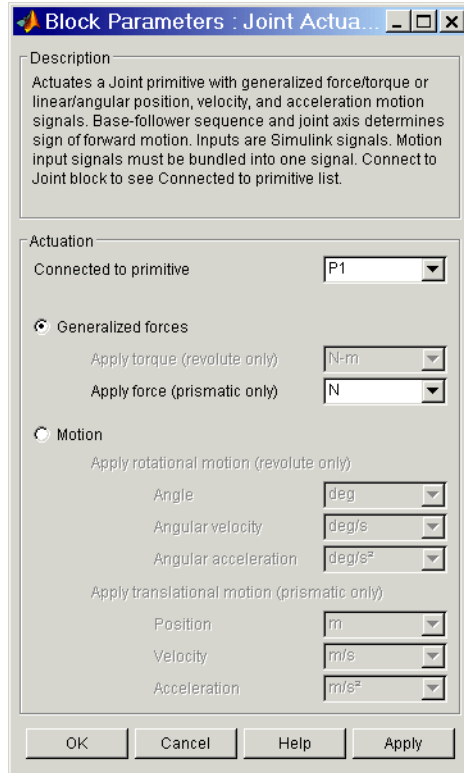 Block Parameters : Joint Actua...
Description
Actuates a Joint primitive with generalized force/torque or
linear/angular position, velocity, and acceleration motion
signals. Base-follower sequence and joint axis determines
sign of forward motion. Inputs are Simulink signals. Motion
input signals must be bundled into one signal. Connect to
Joint block to see Connected to primitive list.
Actuation
Connected to primitive P1
Generalized forces
Apply torque (revolute only) N-m
Apply force (prismatic only) N
Motion
Apply rotational motion (revolute only)
Angle deg
Angular velocity deg/s
Angular acceleration deg/s²
Apply translational motion (prismatic only)
Position m
Velocity m/s
Acceleration m/s²
OK Cancel Help Apply